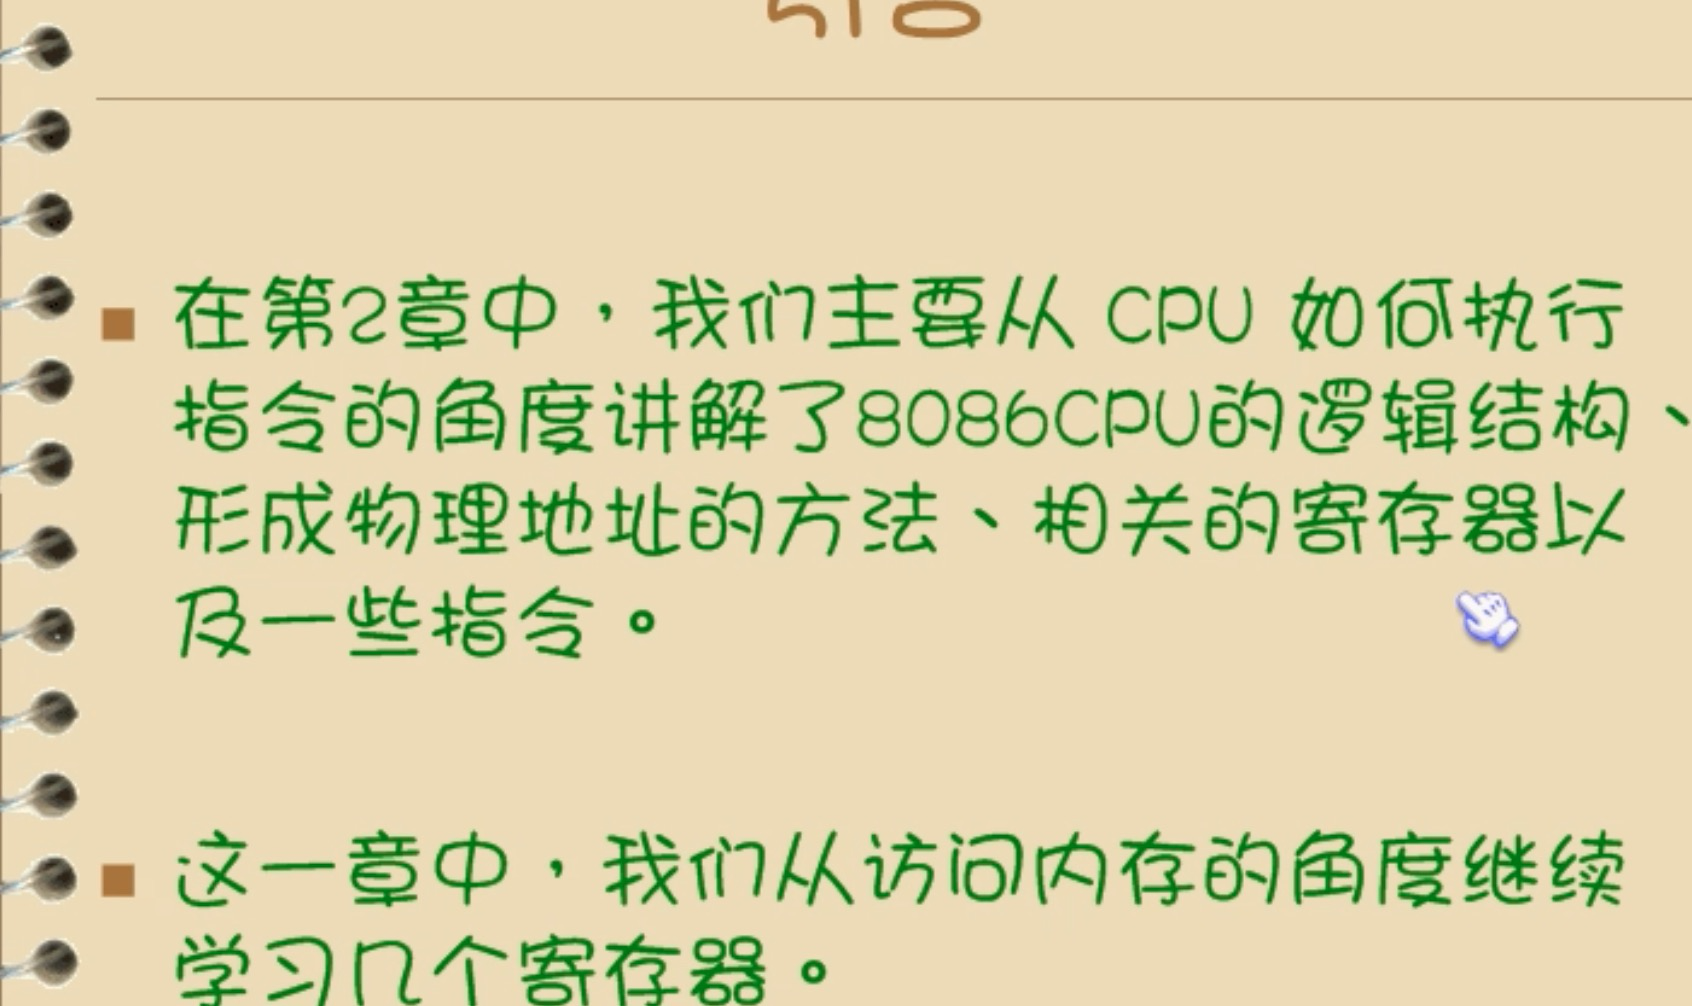 在第2章中，我们主要从 CPU 如何执行
指令的角度讲解了8086CPU的逻辑结构、
形成物理地址的方法、相关的寄存器以
及一些指令。
这一章中，我们从访问内存的角度继续
学习几个寄存器。